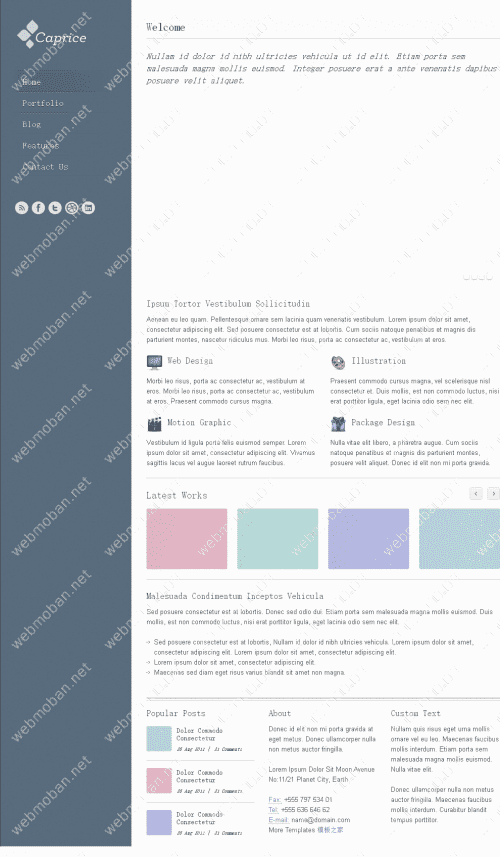 Caprice
Home
Portfolio
Blog
Features
Contact Us
Welcome
Nullam id dolor id nibh ultricies vehicula ut id elit. Etiam porta sem
malesuada magna mollis euismod. Integer posuere erat a ante venenatis dapibus
posuere velit aliquet.
Ipsum Tortor Vestibulum Sollicitudin
Aenean eu leo quam. Pellentesque ornare sem lacinia quam venenatis vestibulum. Lorem ipsum dolor sit amet,
consectetur adipiscing elit. Sed posuere consectetur est at lobortis. Cum sociis natoque penatibus et magnis dis
parturient montes, nascetur ridiculus mus. Morbi leo risus, porta ac consectetur ac, vestibulum at eros.
Web Design
Morbi leo risus, porta ac consectetur ac, vestibulum at
eros. Morbi leo risus, porta ac consectetur ac, vestibulum
at eros. Praesent commodo cursus magna.
Illustration
Praesent commodo cursus magna, vel scelerisque nisl
consectetur et. Duis mollis, est non commodo luctus, nisi
erat porttitor ligula, eget lacinia odio sem nec elit.
Motion Graphic
Vestibulum id ligula porta felis euismod semper. Lorem
ipsum dolor sit amet, consectetur adipiscing elit. Vivamus
sagittis lacus vel augue laoreet rutrum faucibus.
Package Design
Nulla vitae elit libero, a pharetra augue. Cum sociis
natoque penatibus et magnis dis parturient montes,
posuere velit aliquet. Donec id elit non mi porta gravida.
Latest Works
Malesuada Condimentum Inceptos Vehicula
Sed posuere consectetur est at lobortis. Donec sed odio dui. Etiam porta sem malesuada magna mollis euismod. Duis
mollis, est non commodo luctus, nisi erat porttitor ligula, eget lacinia odio sem nec elit.
Sed posuere consectetur est at lobortis, Nullam id dolor id nibh ultricies vehicula. Lorem ipsum dolor sit amet,
consectetur adipiscing elit. Vestibulum id ligula porta felis euismod semper.
Lorem ipsum dolor sit amet, consectetur adipiscing elit.
Maecenas sed diam eget risus varius blandit sit amet non magna.
Popular Posts
Dolor Commodo
Consectetur
25 Aug 2011 | 21 Comments
Dolor Commodo
Consectetur
25 Aug 2011 | 21 Comments
Dolor Commodo
Consectetur
25 Aug 2011 | 21 Comments
About
Donec id elit non mi porta gravida at
eget metus. Donec ullamcorper nulla
non metus auctor fringilla.
Lorem Ipsum Dolor Sit Moon Avenue
No:11/21 Planet City, Earth
Fax: +555 797 534 01
Tel: +555 636 646 62
E-mail: name@domain.com
More Templates 模板之家
Custom Text
Nullam quis risus eget urna mollis
ornare vel eu leo. Maecenas faucibus
mollis interdum. Etiam porta sem
malesuada magna mollis euismod.
Nulla vitae elit.
Donec ullamcorper nulla non metus
auctor fringilla. Maecenas faucibus
mollis interdum. Curabitur blandit
tempus porttitor.
webmoban.net